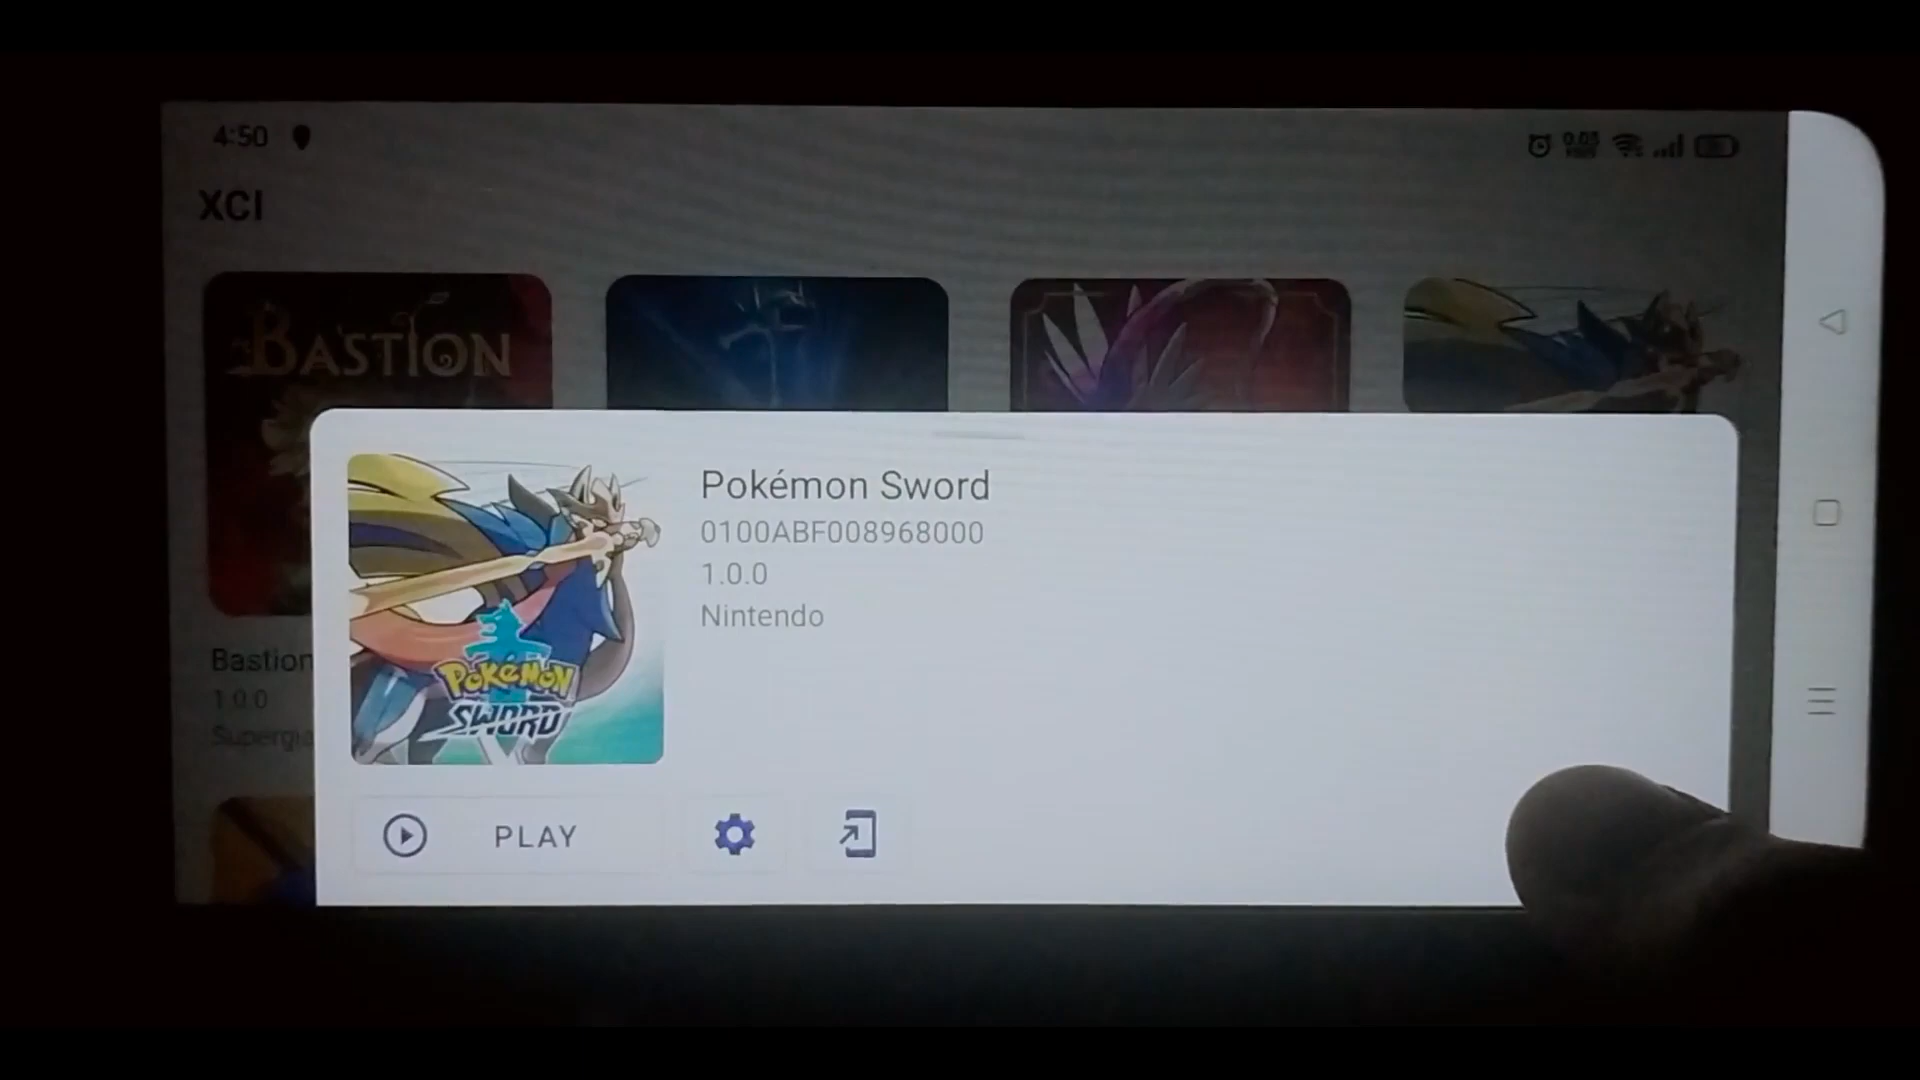 4:50
XCI
BASTION
Pokémon Sword
0100ABF008968000
1.0.0
Nintendo
POKéMON
SWORD
Bastion
1.0.0
PLAY